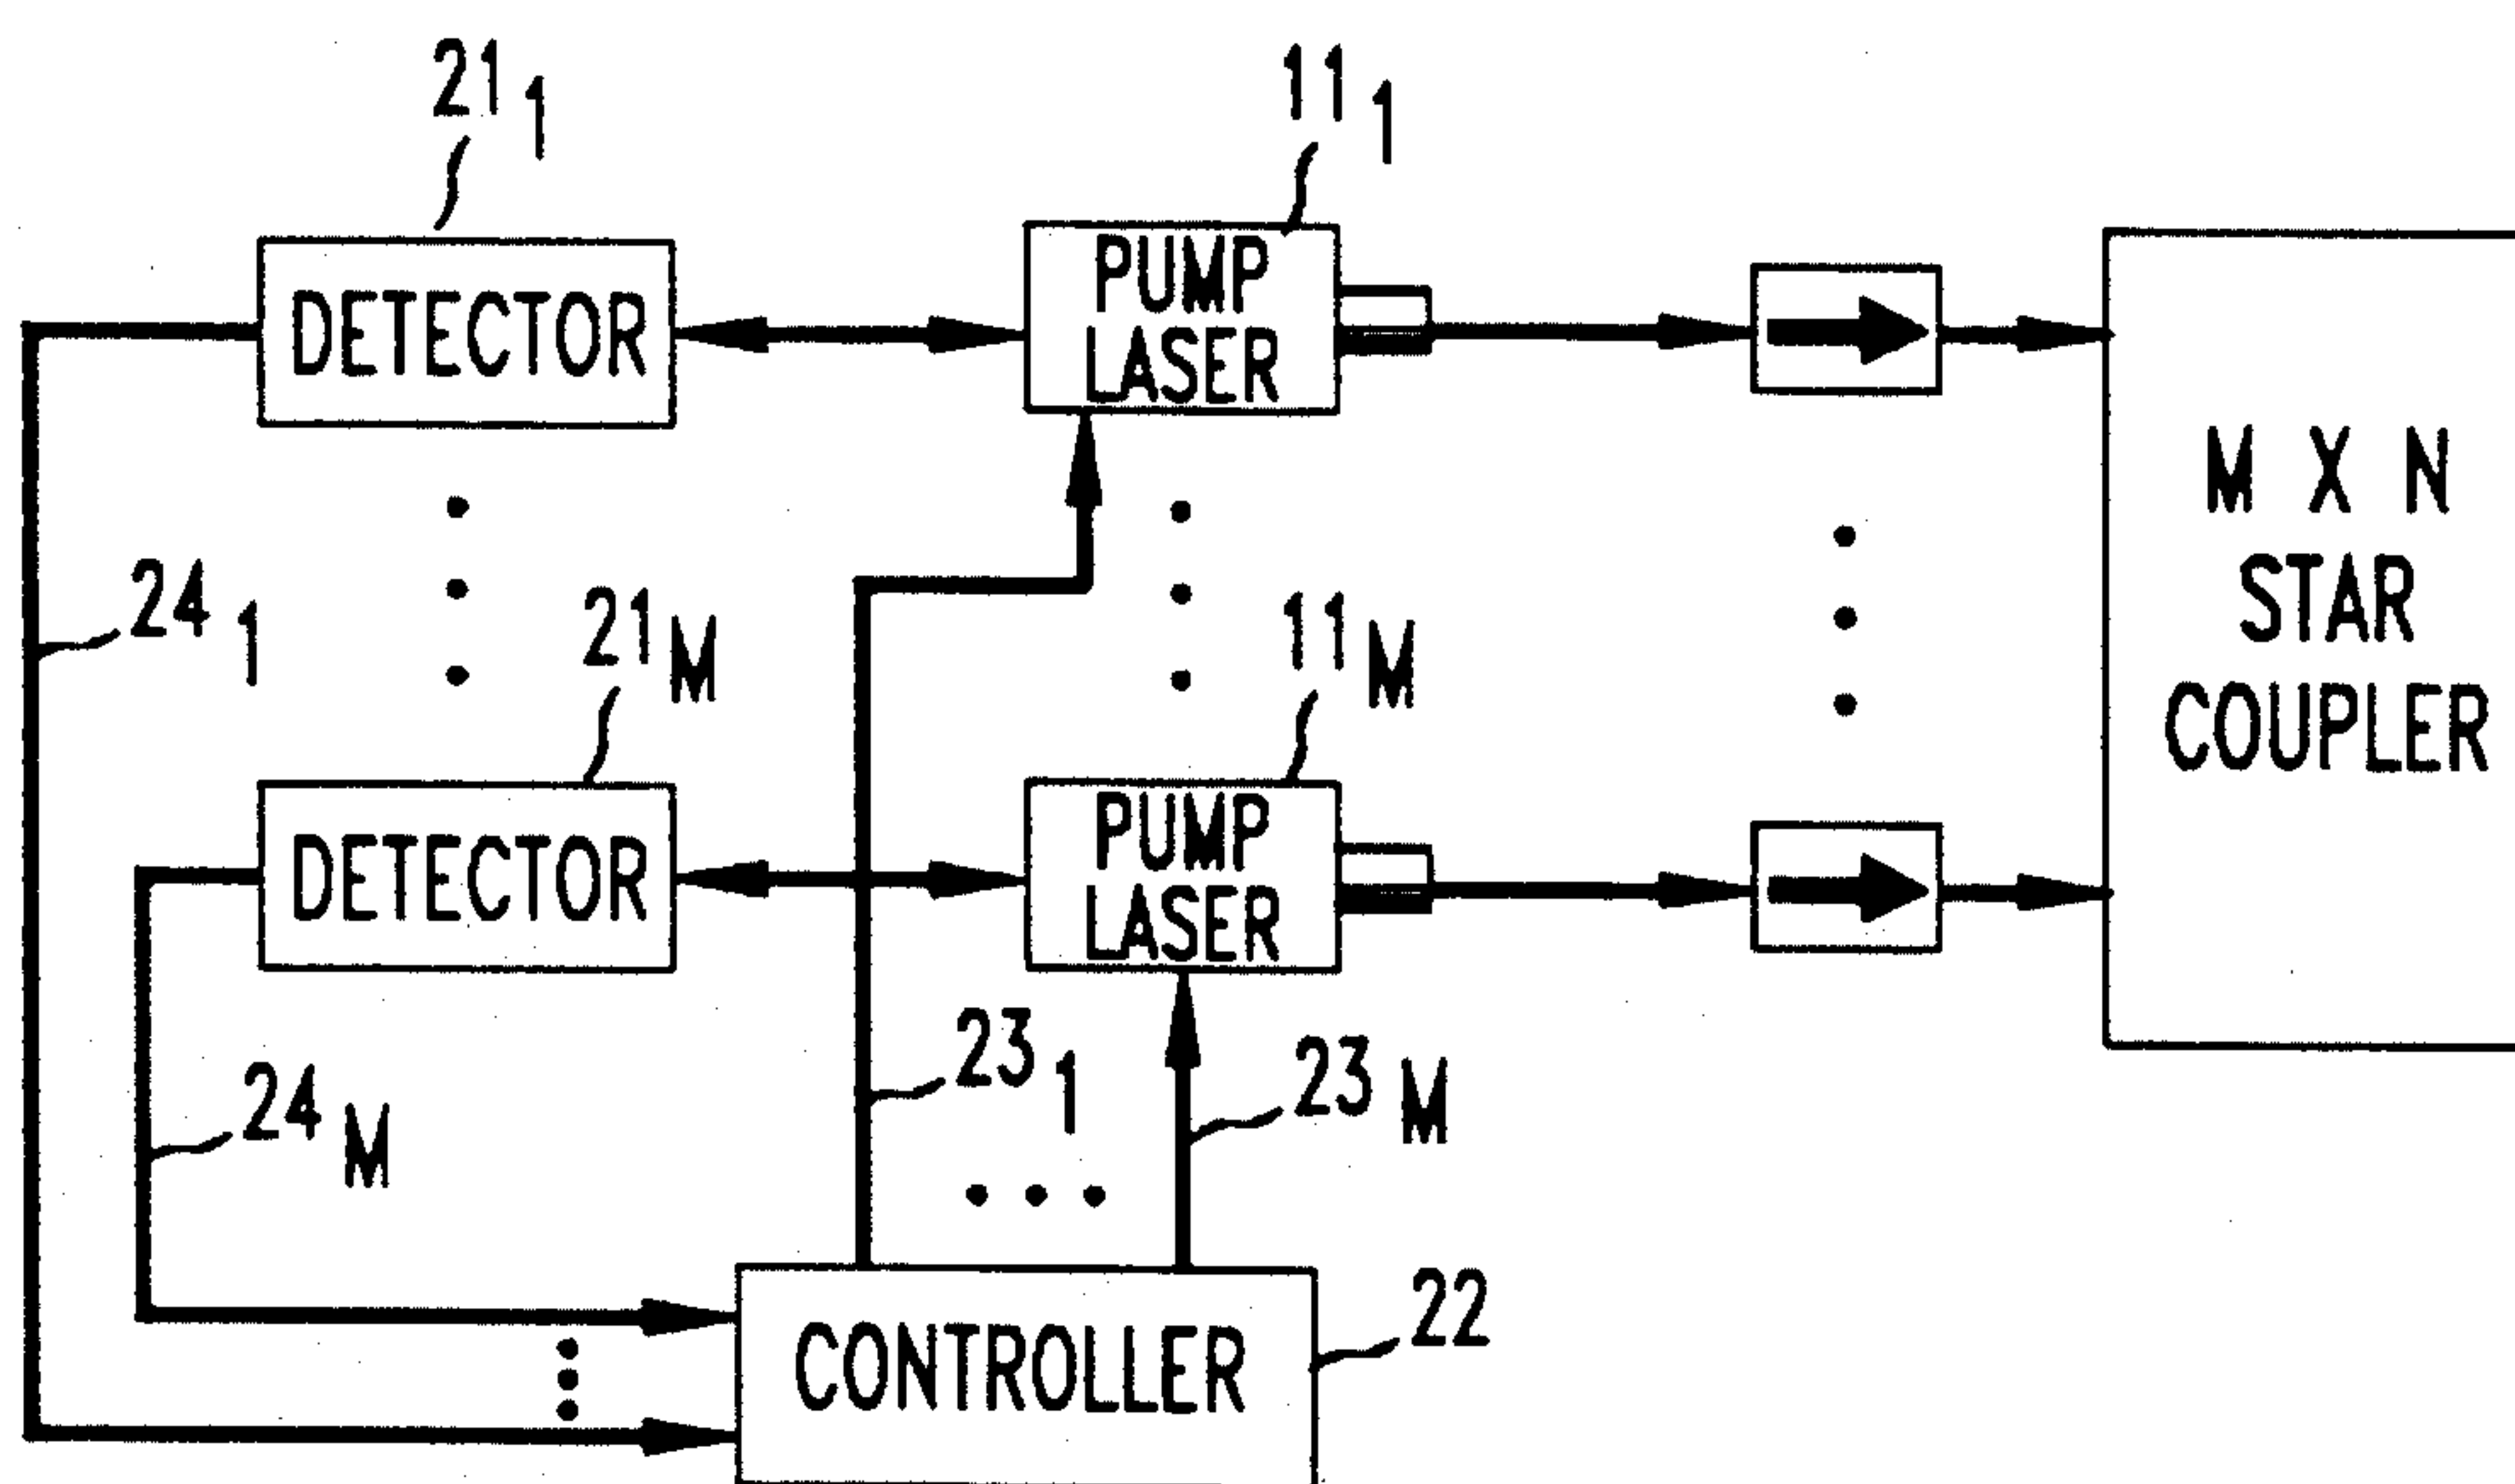 21 1
11 1
DETECTOR
PUMP
LASER
M X N
STAR
COUPLER
24 1
21 M
11 M
DETECTOR
PUMP
LASER
24 M
23 1
23 M
CONTROLLER
22